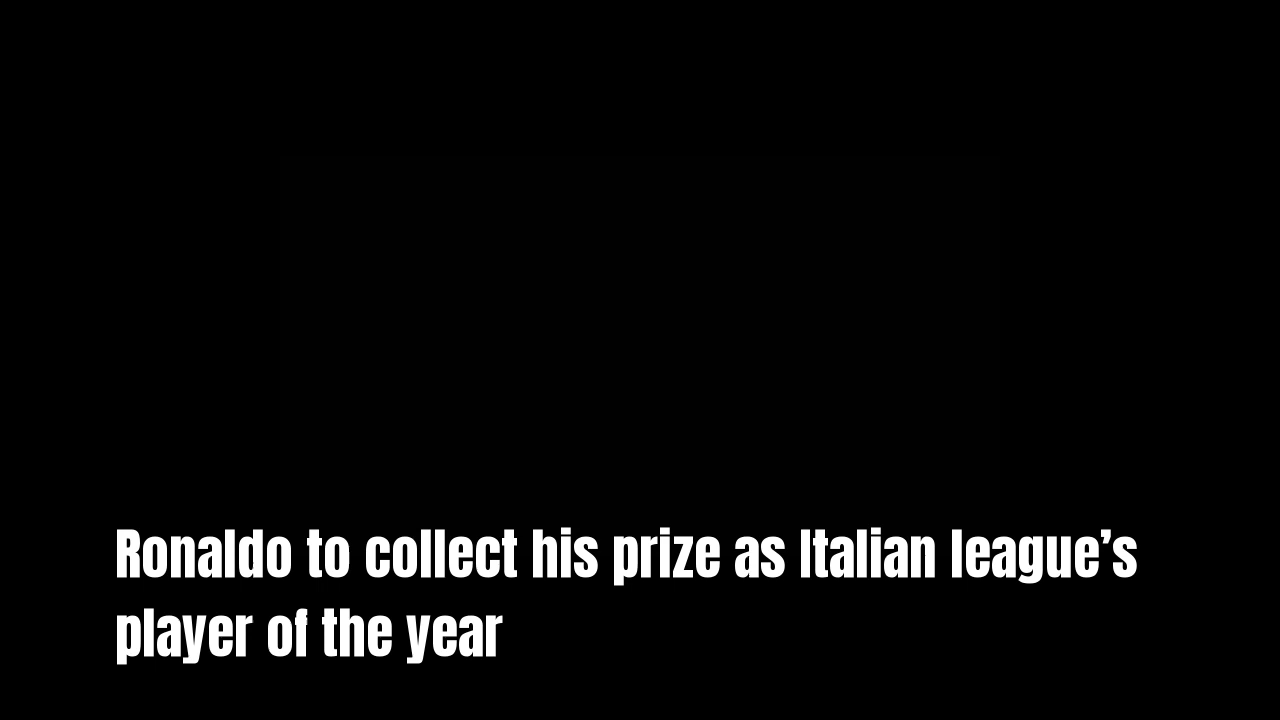 Ronaldo to collect his prize as Italian league’s
player of the year